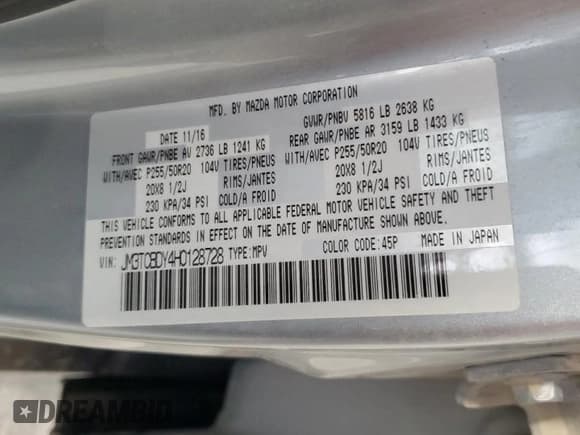 MFD. BY MAZDA MOTOR CORPORATION
DATE 11/16
GVWR/PNBV 5816 LB 2638 KG
FRONT GAWR/PNBE AV 2736 LB 1241 KG
REAR GAWR/PNBE AR 3159 LB 1433 KG
WITH/AVEC P255/50R20 104V TIRES/PNEUS
WITH/AVEC P255/50R20 104V TIRES/PNEUS
20X8 1/2J RIMS/JANTES
20X8 1/2J RIMS/JANTES
230 KPA/34 PSI COLD/A FROID
230 KPA/34 PSI COLD/A FROID
THIS VEHICLE CONFORMS TO ALL APPLICABLE FEDERAL MOTOR VEHICLE SAFETY AND THEFT
PREVENTION STANDARDS IN EFFECT ON THE DATE OF MANUFACTURE SHOWN ABOVE.
VIN: JM3TCBDY4H0128728 TYPE:MPV COLOR CODE:45P MADE IN JAPAN
DREAMBID